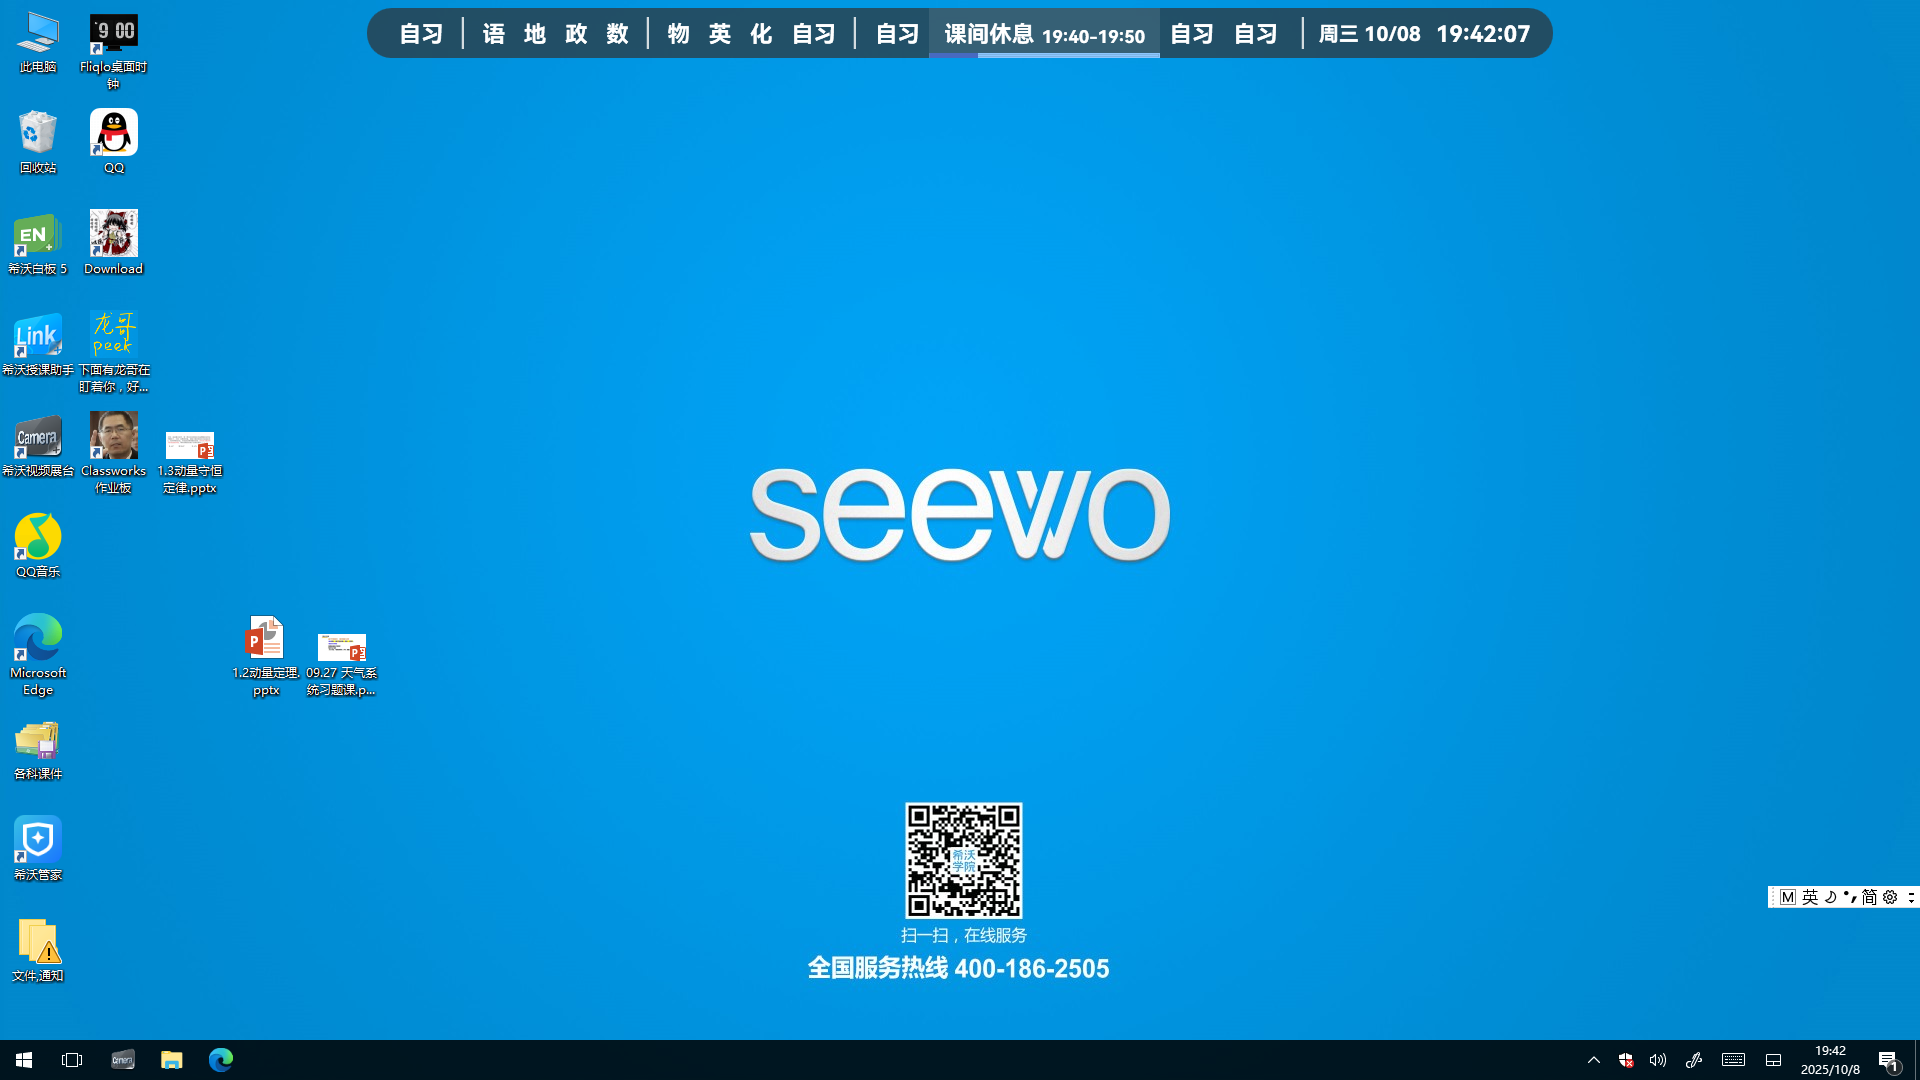 自习 | 语 地 政 数 | 物 英 化 自习 | 自习 课间休息 19:40-19:50 自习 自习 | 周三 10/08 19:42:07
此电脑
9 00
Fliqlo桌面时
钟
回收站
QQ
EN
希沃白板 5
Download
Link
希沃授课助手
龙哥
peek
下面有龙哥在
盯着你，好...
Camera
希沃视频展台
Classworks
作业板
1.3动量守恒
定律.pptx
QQ音乐
Microsoft
Edge
1.2动量定理.
pptx
09.27 天气系
统习题课.p...
各科课件
希沃管家
文件,通知
seewo
希沃
学院
扫一扫，在线服务
全国服务热线 400-186-2505
M 英 简
Camera
19:42
2025/10/8
1